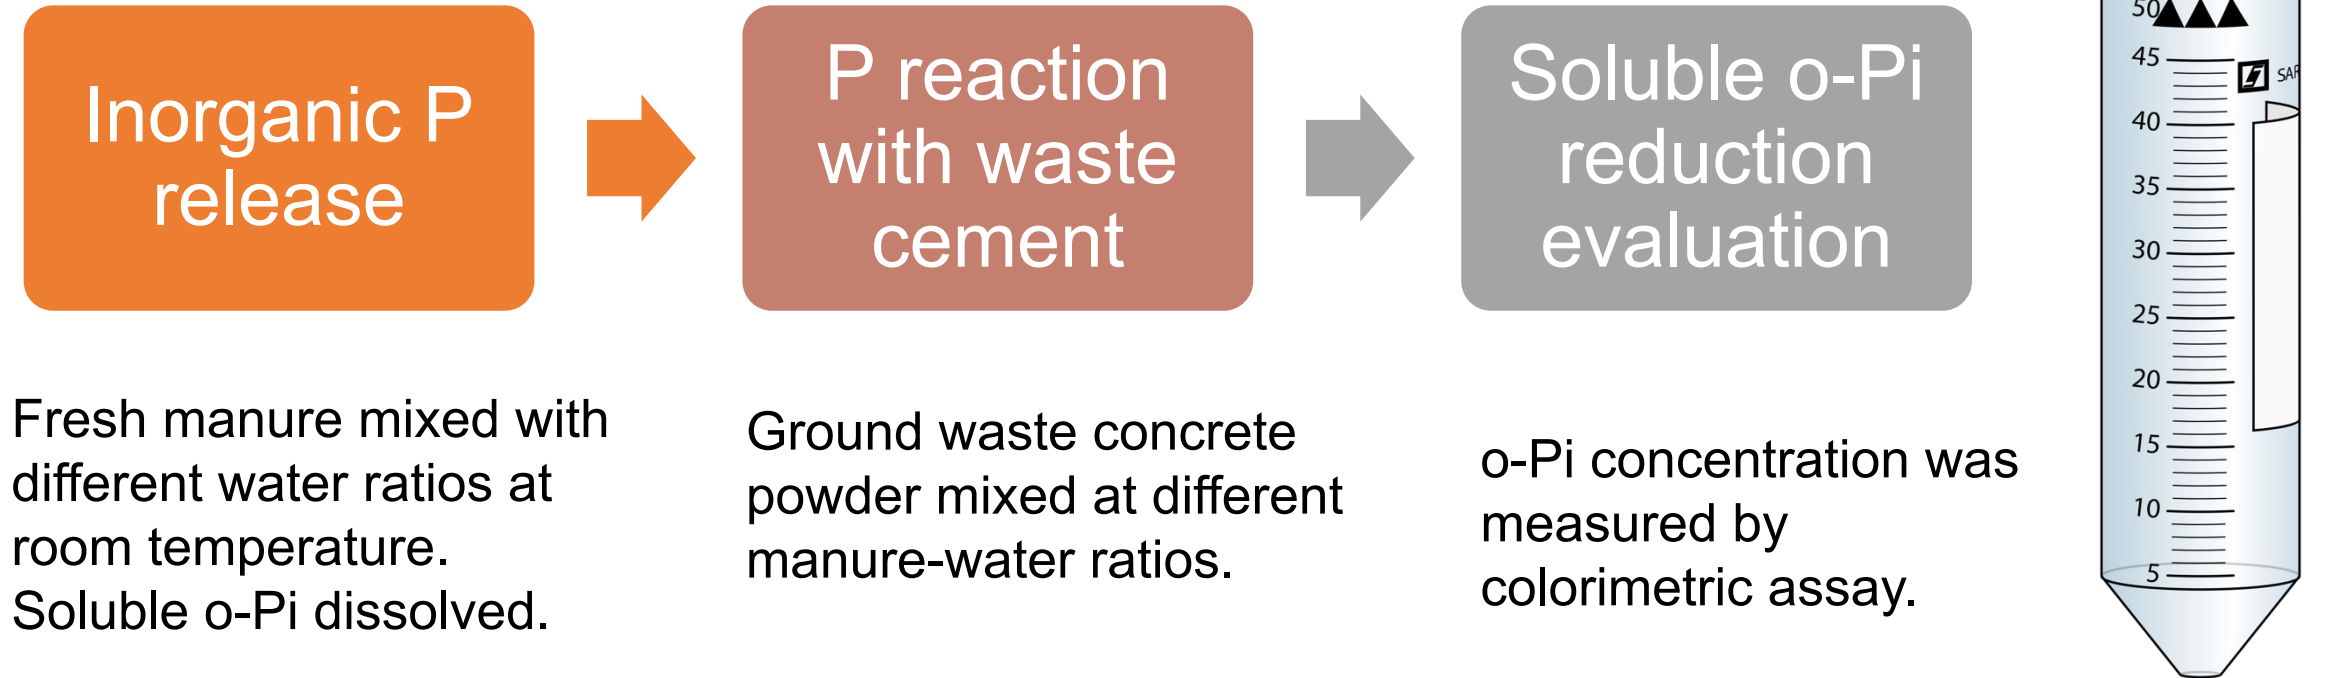 Inorganic P
release
P reaction
with waste
cement
Soluble o-Pi
reduction
evaluation
Fresh manure mixed with
different water ratios at
room temperature.
Soluble o-Pi dissolved.
Ground waste concrete
powder mixed at different
manure-water ratios.
o-Pi concentration was
measured by
colorimetric assay.
50
45
SAR
40
35
30
25
20
15
10
5